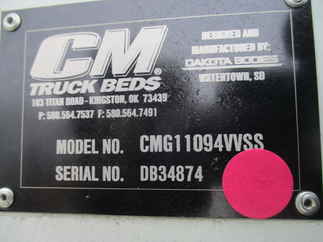 CM
TRUCK BEDS
103 TITAN ROAD - KINGSTON, OK 73439
P: 580.564.7537 F: 580.564.7491
DESIGNED AND
MANUFACTURED BY:
DAKOTA BODIES
WATERTOWN, SD
MODEL NO. CMG11094VVSS
SERIAL NO. DB34874